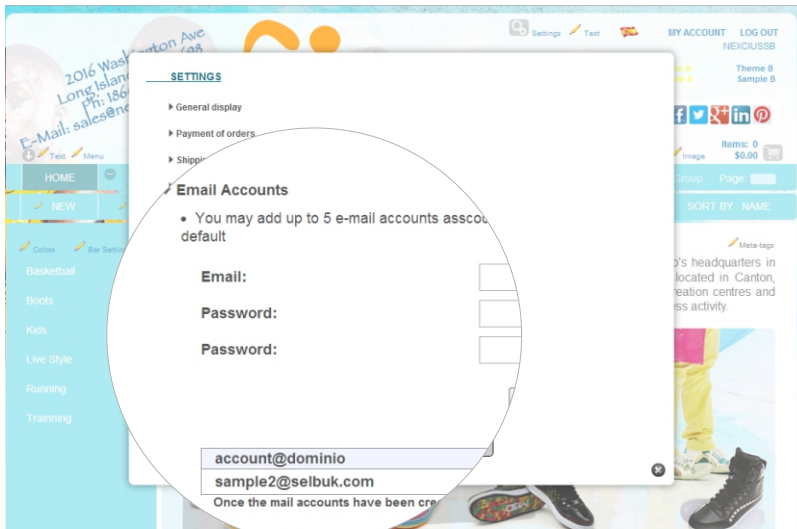 Settings
Text
MY ACCOUNT LOG OUT
NEXCIUSSB
2016 Washington Ave
Long Island
Ph: 186
E-Mail: sales@ne
Theme B
Sample B
Items: 0
$0.00
Text
Menu
Image
HOME
Group
Page:
NEW
SORT BY : NAME
Colors
Bar Settin
Meta-tags
Basketball
Boots
Kids
Live Style
Running
Trainning
o's headquarters in
located in Canton,
reation centres and
ess activity.
SETTINGS
General display
Payment of orders
Shippin
Email Accounts
• You may add up to 5 e-mail accounts asscou
default
Email:
Password:
Password:
account@dominio
sample2@selbuk.com
Once the mail accounts have been cre